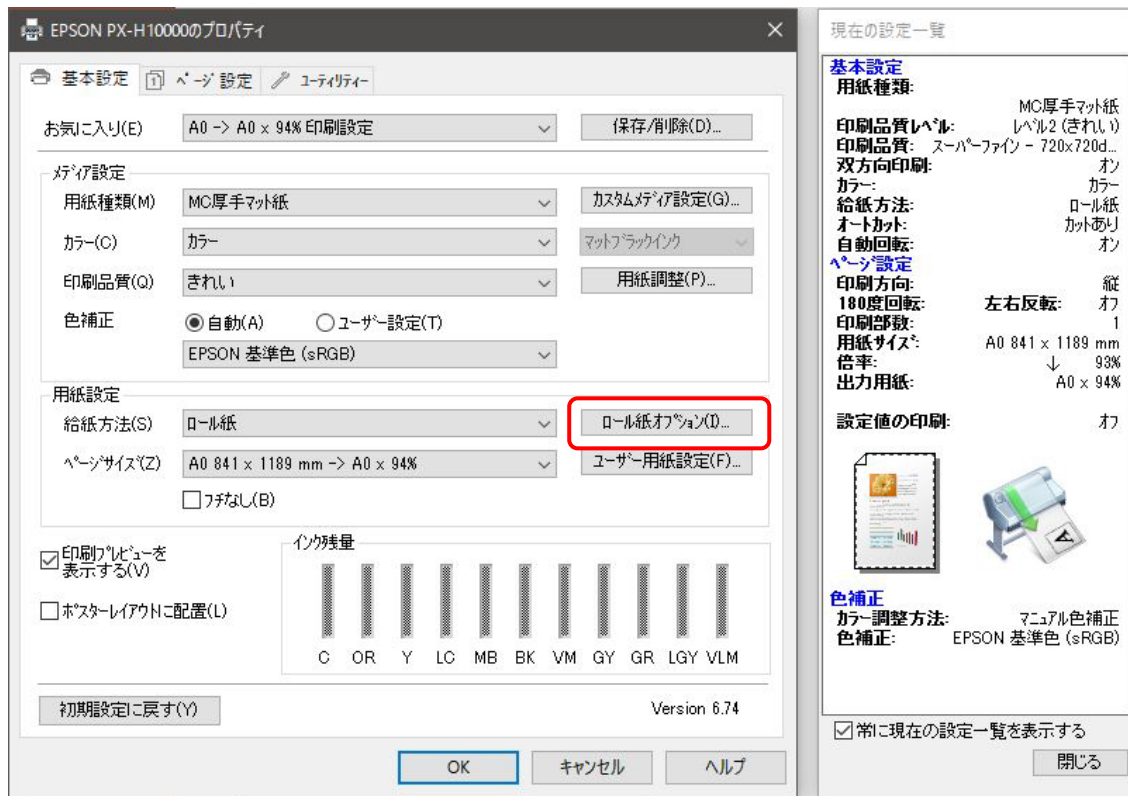 EPSON PX-H10000のプロパティ
基本設定 ページ設定 ユーティリティー
お気に入り(E) A0 -> A0 x 94% 印刷設定 保存/削除(D)...
メディア設定
用紙種類(M) MC厚手マット紙 カスタムメディア設定(G)...
カラー(C) カラー マットブラックインク
印刷品質(Q) きれい 用紙調整(P)...
色補正 自動(A) ユーザー設定(T)
EPSON 基準色 (sRGB)
用紙設定
給紙方法(S) ロール紙 ロール紙オプション(I)...
ページサイズ(Z) A0 841 x 1189 mm -> A0 x 94% ユーザー用紙設定(F)...
フチなし(B)
印刷プレビューを
表示する(V)
ポスターレイアウトに配置(L)
インク残量
C OR Y LC MB BK VM GY GR LGY VLM
初期設定に戻す(Y) Version 6.74
OK キャンセル ヘルプ
現在の設定一覧
基本設定
用紙種類:
MC厚手マット紙
印刷品質レベル: レベル2 (きれい)
印刷品質: スーパーファイン - 720x720d...
双方向印刷: オン
カラー: カラー
給紙方法: ロール紙
オートカット: カットあり
自動回転: オン
ページ設定
印刷方向: 縦
180度回転: 左右反転: オフ
印刷部数: 1
用紙サイズ: A0 841 x 1189 mm
倍率: ↓ 93%
出力用紙: A0 x 94%
設定値の印刷: オフ
A
色補正
カラー調整方法: マニュアル色補正
色補正: EPSON 基準色 (sRGB)
常に現在の設定一覧を表示する
閉じる